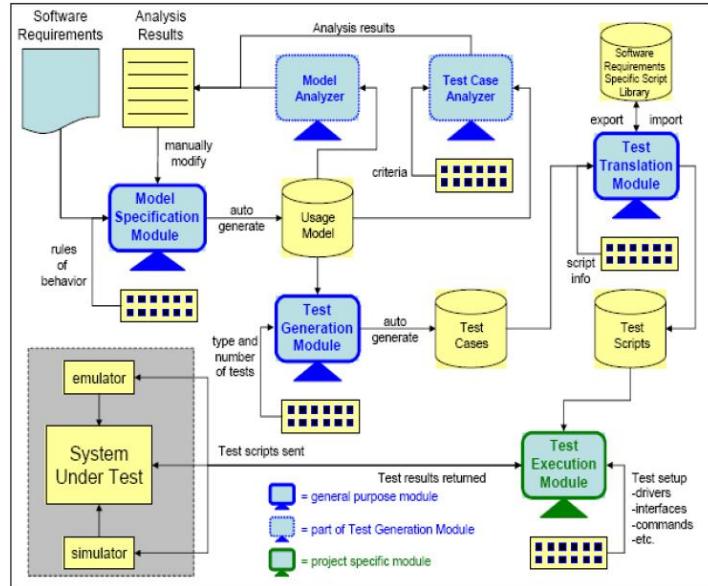 Software
Requirements
Analysis
Results
Analysis results
Model
Analyzer
Test Case
Analyzer
Software
Requirements
Specific Script
Library
export
import
manually
modify
criteria
Model
Specification
Module
auto
generate
Usage
Model
Test
Translation
Module
rules
of
behavior
script
info
Test
Generation
Module
auto
generate
Test
Cases
Test
Scripts
type and
number
of tests
emulator
System
Under Test
simulator
Test scripts sent
Test results returned
Test
Execution
Module
Test setup
-drivers
-interfaces
-commands
-etc.
= general purpose module
= part of Test Generation Module
= project specific module